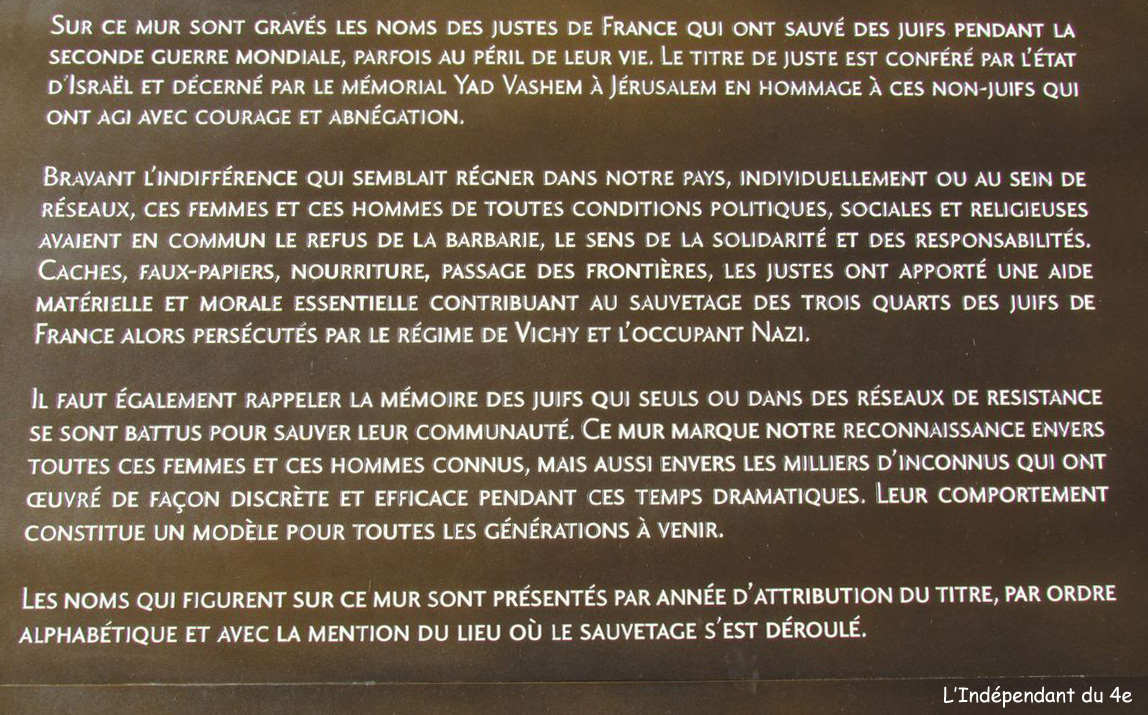 Sur ce mur sont gravés les noms des justes de France qui ont sauvé des juifs pendant la
seconde guerre mondiale, parfois au péril de leur vie. Le titre de juste est conféré par l'état
d'Israël et décerné par le mémorial Yad Vashem à Jérusalem en hommage à ces non-juifs qui
ont agi avec courage et abnégation.
Bravant l'indifférence qui semblait régner dans notre pays, individuellement ou au sein de
réseaux, ces femmes et ces hommes de toutes conditions politiques, sociales et religieuses
avaient en commun le refus de la barbarie, le sens de la solidarité et des responsabilités.
Caches, faux-papiers, nourriture, passage des frontières, les justes ont apporté une aide
matérielle et morale essentielle contribuant au sauvetage des trois quarts des juifs de
France alors persécutés par le régime de Vichy et l'occupant Nazi.
Il faut également rappeler la mémoire des juifs qui seuls ou dans des réseaux de resistance
se sont battus pour sauver leur communauté. Ce mur marque notre reconnaissance envers
toutes ces femmes et ces hommes connus, mais aussi envers les milliers d'inconnus qui ont
œuvré de façon discrète et efficace pendant ces temps dramatiques. Leur comportement
constitue un modèle pour toutes les générations à venir.
Les noms qui figurent sur ce mur sont présentés par année d'attribution du titre, par ordre
alphabétique et avec la mention du lieu où le sauvetage s'est déroulé.
L'Indépendant du 4e